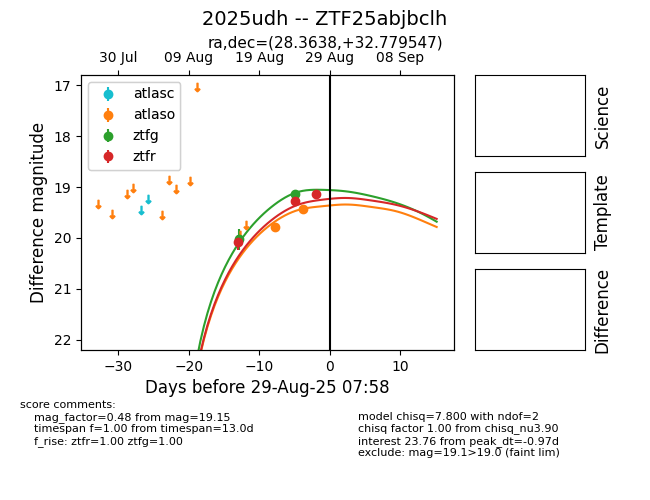 2025udh -- ZTF25abjbclh
ra,dec=(28.3638,+32.779547)
30 Jul
09 Aug
19 Aug
29 Aug
08 Sep
17
18
19
20
21
22
Difference magnitude
atlasc
atlaso
ztfg
ztfr
−30
−20
−10
0
10
Days before 29-Aug-25 07:58
Science
Template
Difference
score comments:
mag_factor=0.48 from mag=19.15
timespan f=1.00 from timespan=13.0d
f_rise: ztfr=1.00 ztfg=1.00
model chisq=7.800 with ndof=2
chisq factor 1.00 from chisq_nu3.90
interest 23.76 from peak_dt=-0.97d
exclude: mag=19.1>19.0 (faint lim)